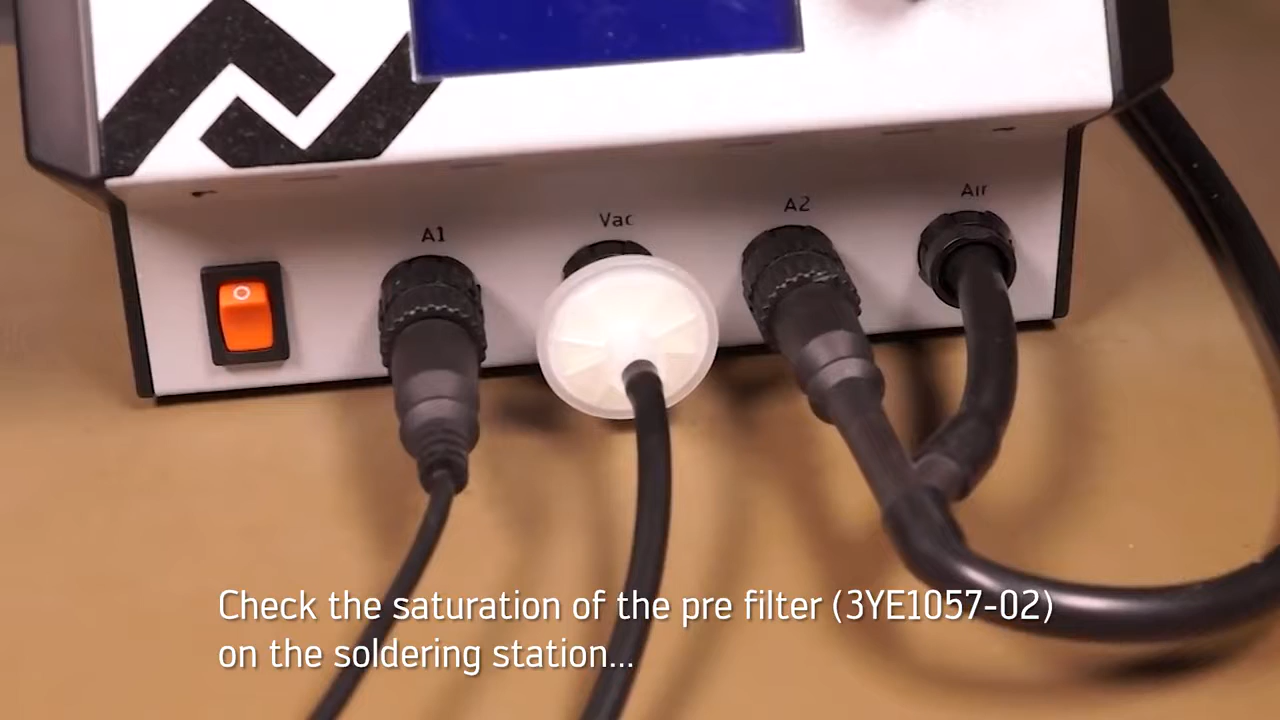 A1
Vac
A2
Air
Check the saturation of the pre filter (3YE1057-02)
on the soldering station...